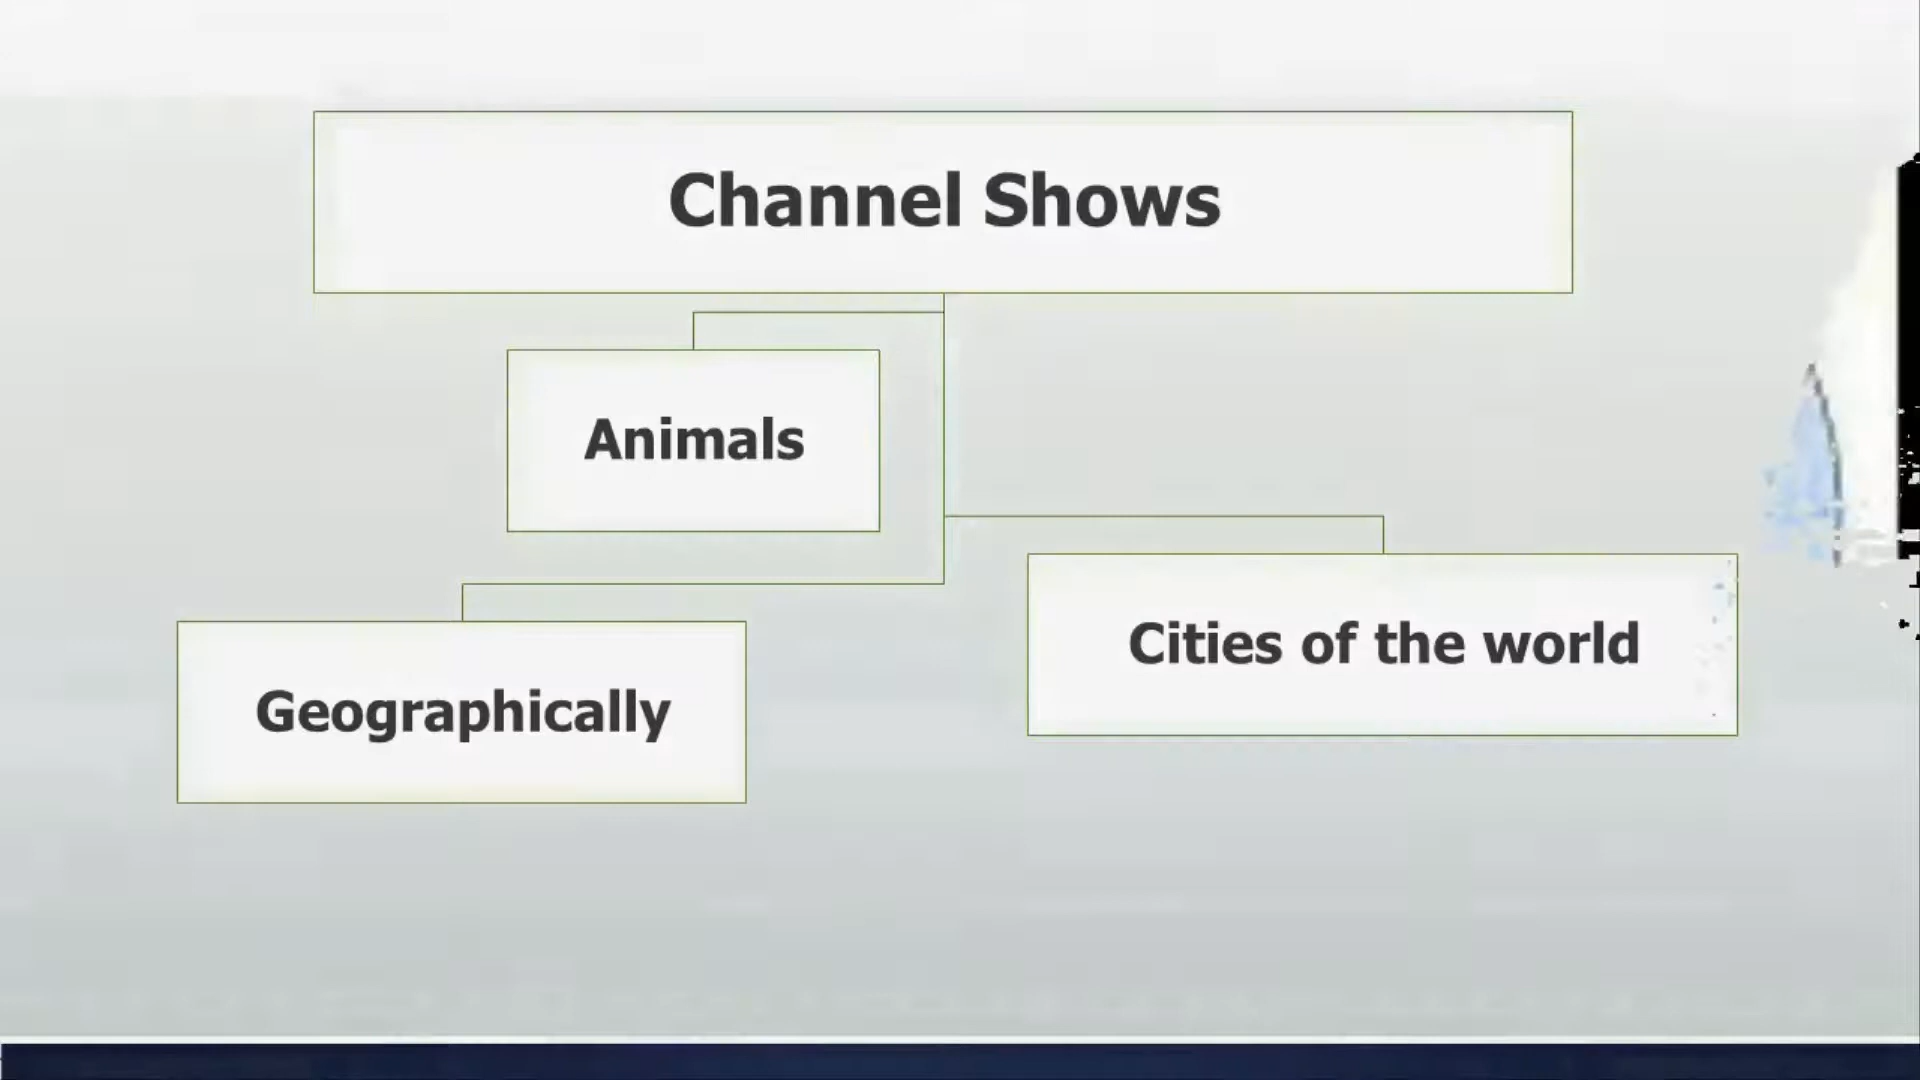 Channel Shows
Animals
Cities of the world
Geographically